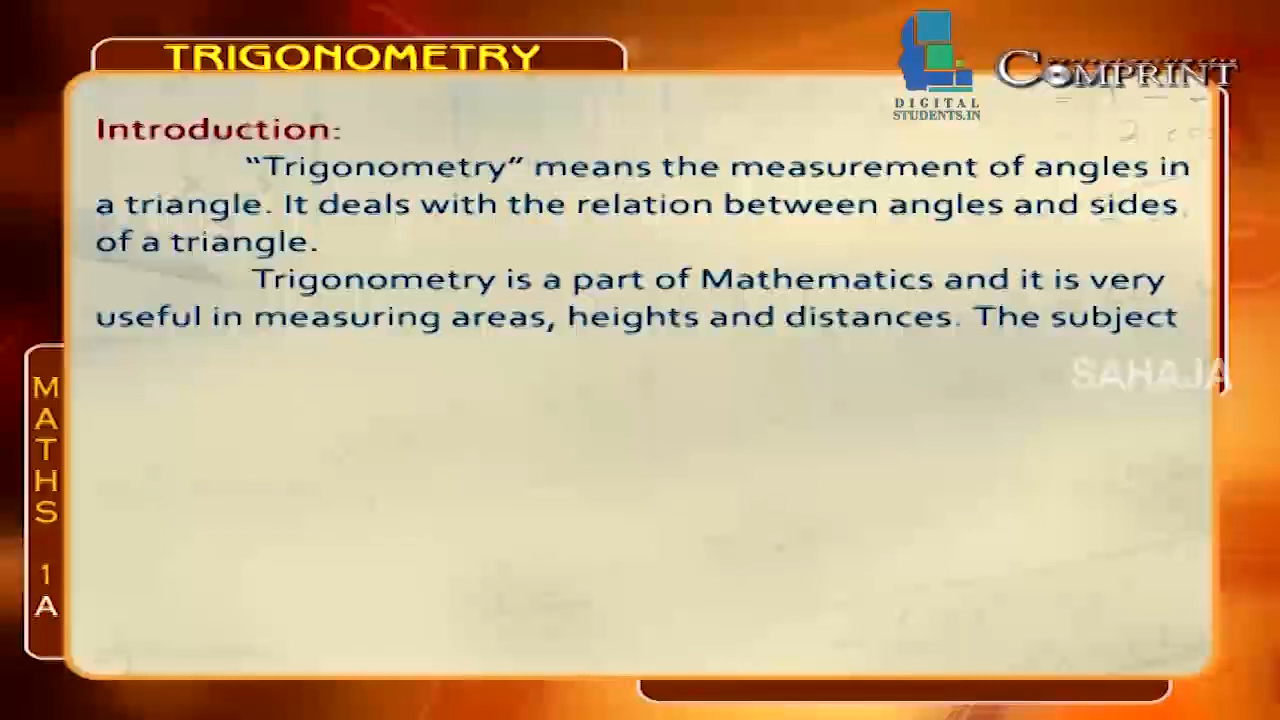 TRIGONOMETRY
DIGITAL
STUDENTS.IN
COMPRINT
Introduction:
“Trigonometry” means the measurement of angles in
a triangle. It deals with the relation between angles and sides
of a triangle.
Trigonometry is a part of Mathematics and it is very
useful in measuring areas, heights and distances. The subject
SAHAJA
MATHS 1A